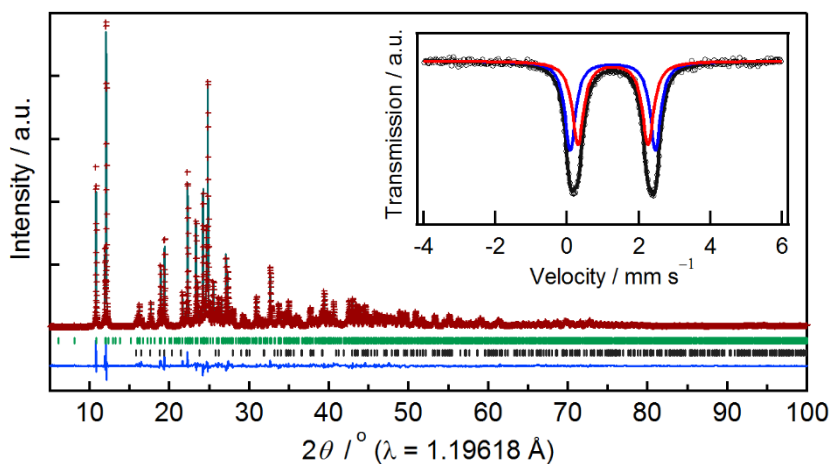 Intensity / a.u.
Transmission / a.u.
-4 -2 0 2 4 6
Velocity / mm s⁻¹
10 20 30 40 50 60 70 80 90 100
2θ / ° (λ = 1.19618 Å)